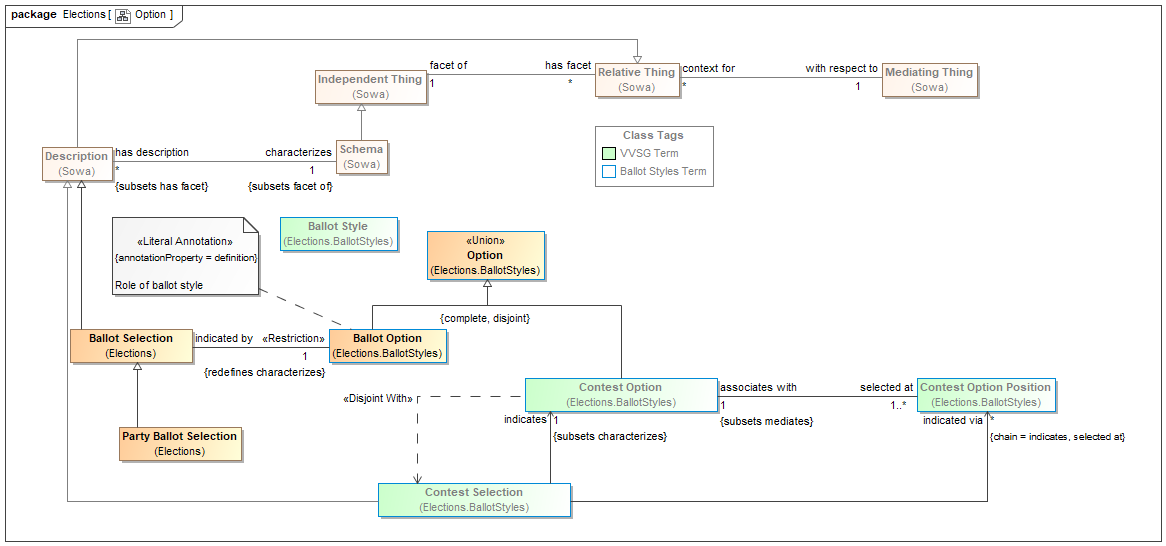 package Elections [ Option ]
facet of
has facet
1
*
Independent Thing
(Sowa)
Relative Thing
(Sowa)
context for
with respect to
*
1
Mediating Thing
(Sowa)
Class Tags
VVSG Term
Ballot Styles Term
Description
(Sowa)
has description
characterizes
*
1
{subsets has facet}
{subsets facet of}
Schema
(Sowa)
«Literal Annotation»
{annotationProperty = definition}
Role of ballot style
Ballot Style
(Elections.BallotStyles)
«Union»
Option
(Elections.BallotStyles)
{complete, disjoint}
Ballot Selection
(Elections)
indicated by
«Restriction»
1
{redefines characterizes}
Ballot Option
(Elections.BallotStyles)
Contest Option
(Elections.BallotStyles)
associates with
selected at
1
1..*
{subsets mediates}
Contest Option Position
(Elections.BallotStyles)
«Disjoint With»
indicates
1
{subsets characterizes}
indicated via
*
{chain = indicates, selected at}
Party Ballot Selection
(Elections)
Contest Selection
(Elections.BallotStyles)